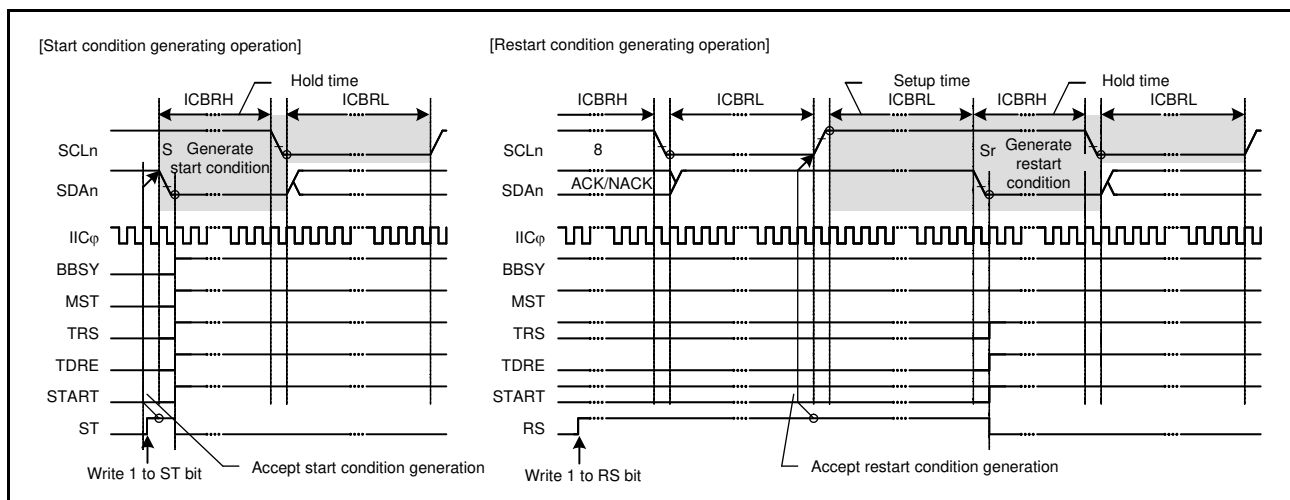 [Start condition generating operation]
[Restart condition generating operation]
Hold time
ICBRH
ICBRL
SCLn
S
Generate
start condition
SDAn
IICφ
BBSY
MST
TRS
TDRE
START
ST
Write 1 to ST bit
Accept start condition generation
Setup time
Hold time
ICBRH
ICBRL
ICBRL
ICBRH
ICBRL
SCLn
8
Sr
Generate
restart
condition
SDAn
ACK/NACK
IICφ
BBSY
MST
TRS
TDRE
START
RS
Write 1 to RS bit
Accept restart condition generation